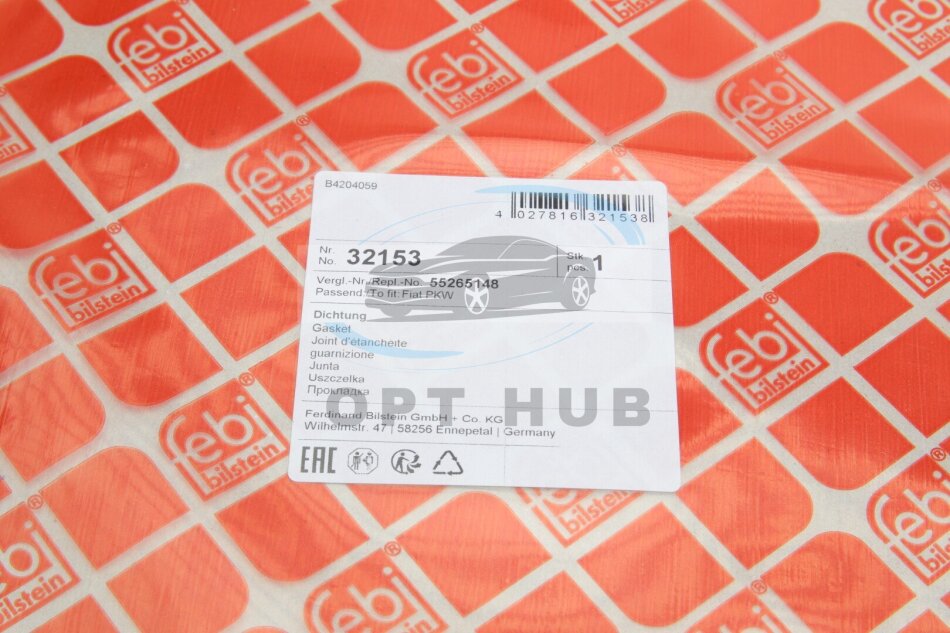 febi
bilstein
B4204059
4 027816 321538
Nr.
No. 32153
Stk
pos. 1
Vergl.-Nr./Repl.-No. 55265148
Passend: To fit: Fiat PKW
Dichtung
Gasket
Joint d'étancheite
guarnizione
Junta
Uszczelka
Прокладка
OPT HUB
Ferdinand Bilstein GmbH + Co. KG
Wilhelmstr. 47 | 58256 Ennepetal | Germany
EAC